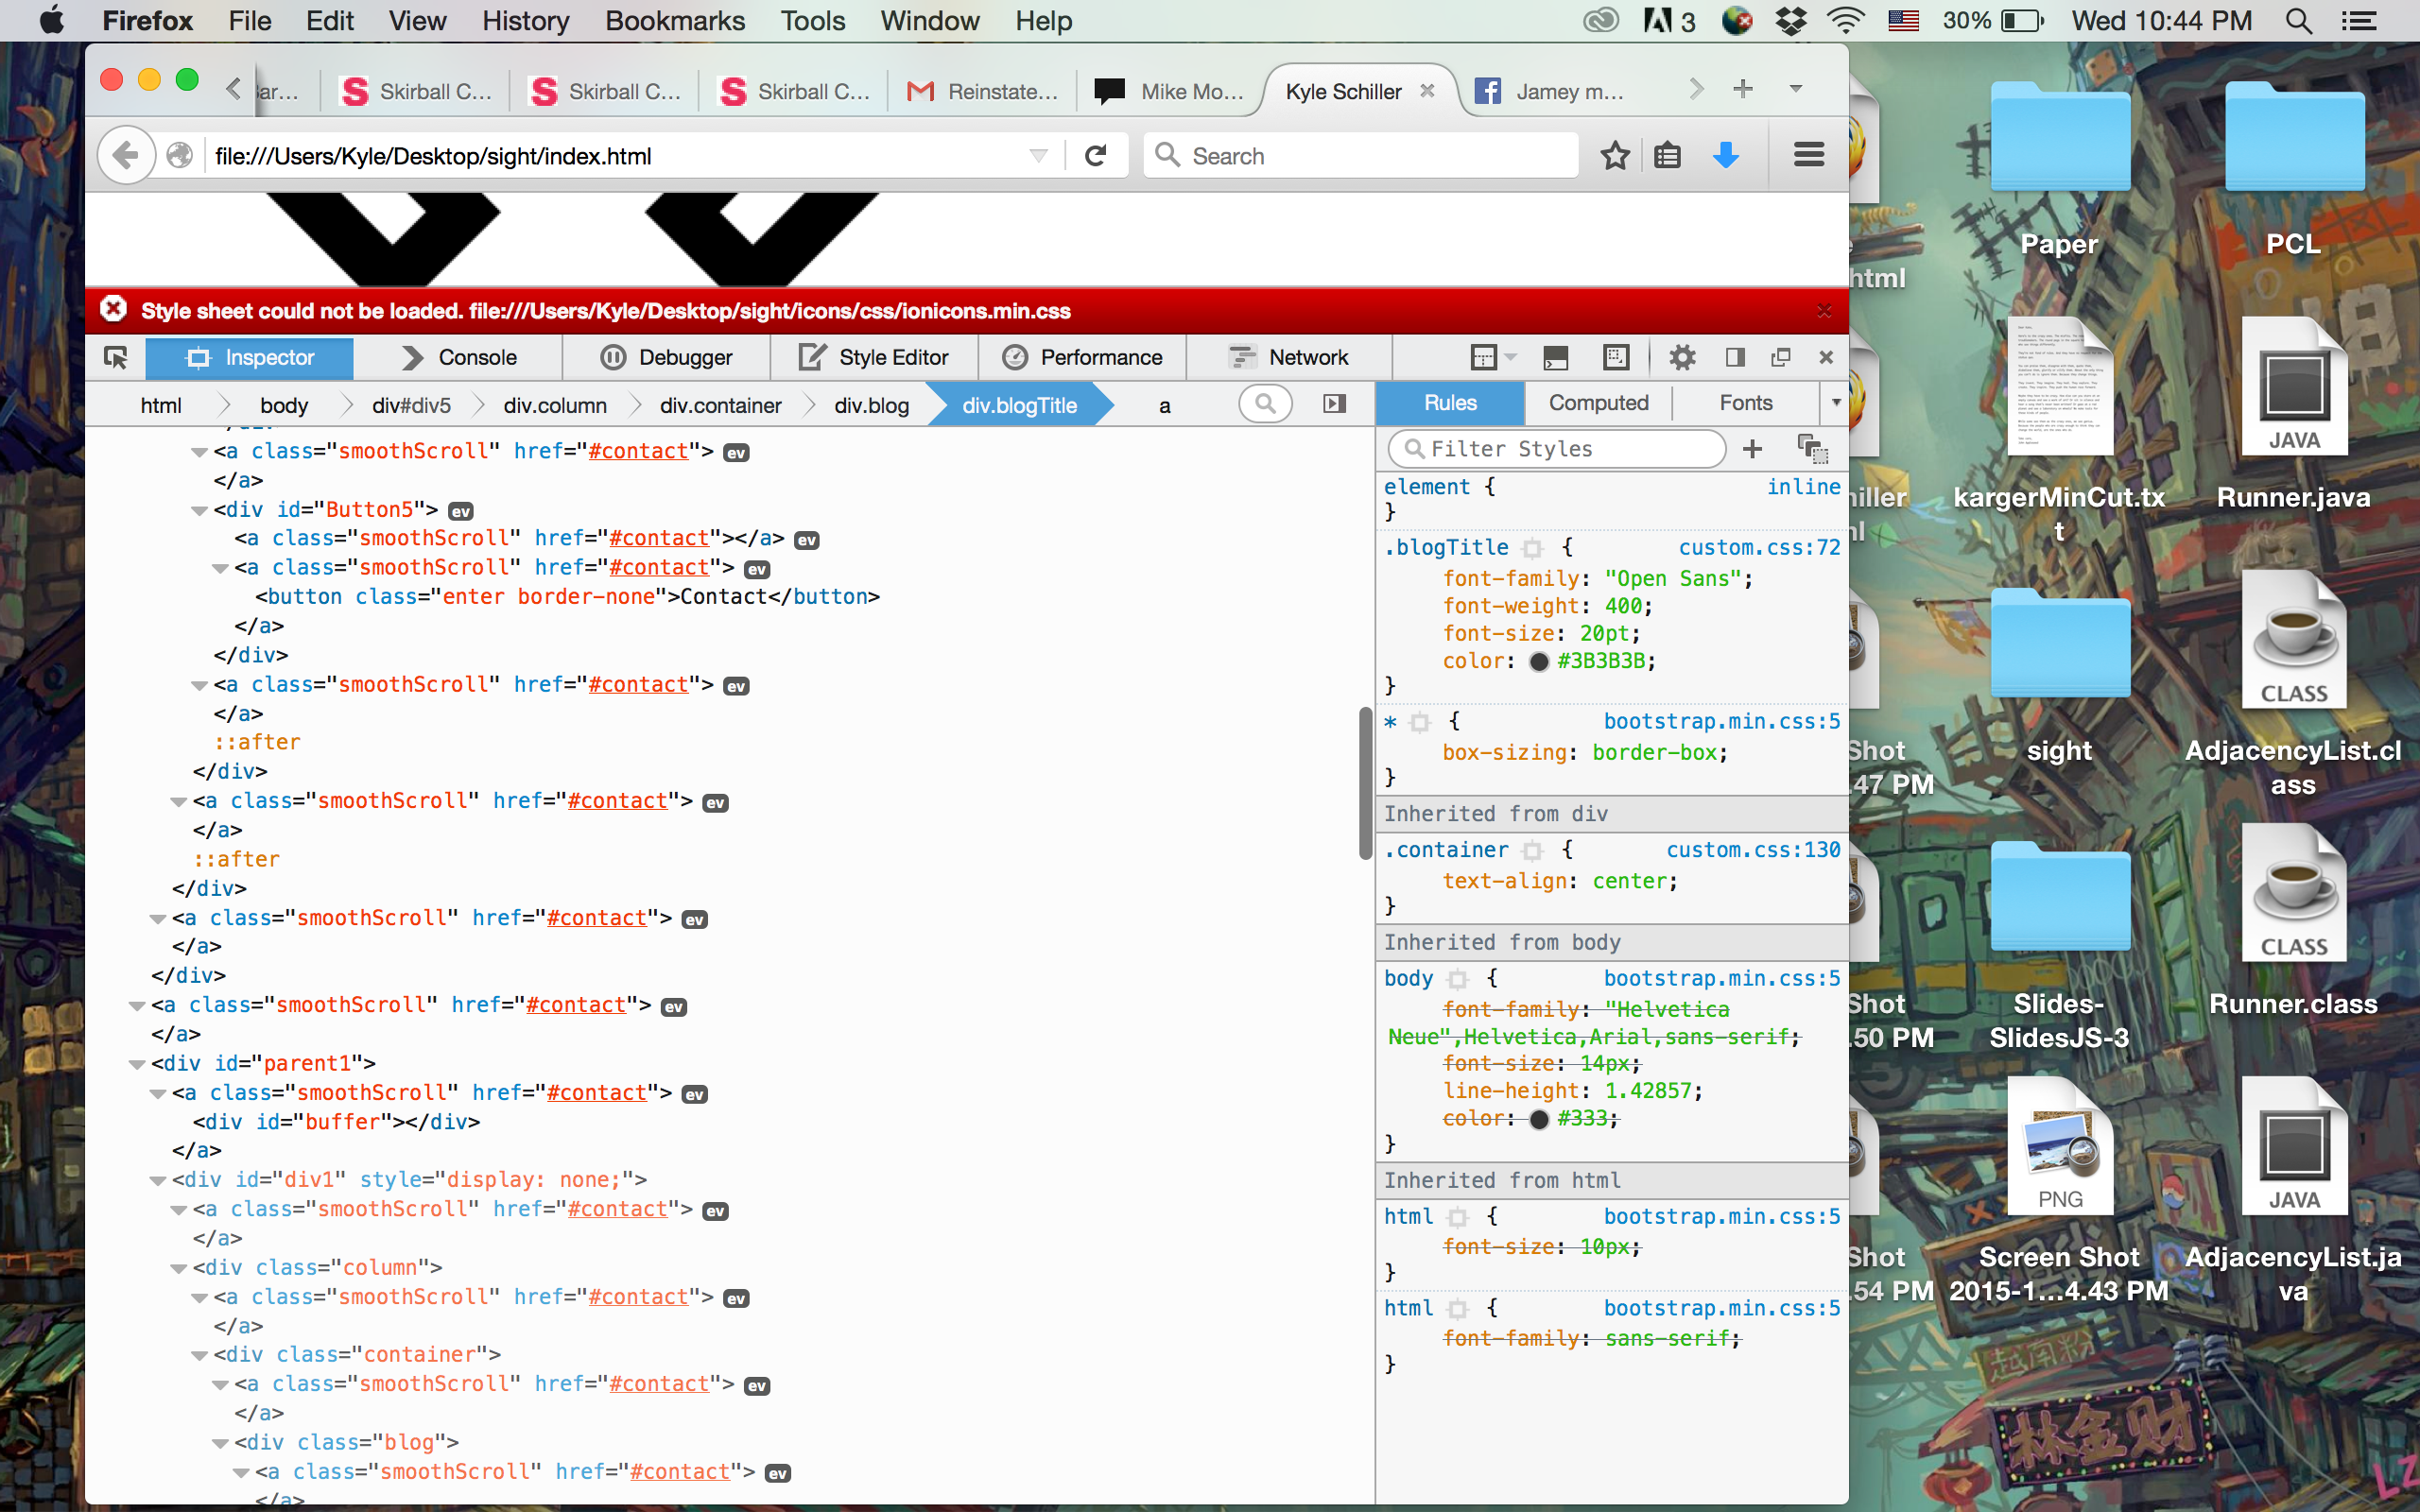 Firefox File Edit View History Bookmarks Tools Window Help 3 30% Wed 10:44 PM
ar... Skirball C... Skirball C... Skirball C... Reinstate... Mike Mo... Kyle Schiller Jamey m...
file:///Users/Kyle/Desktop/sight/index.html Search
Style sheet could not be loaded. file:///Users/Kyle/Desktop/sight/icons/css/ionicons.min.css
Inspector Console Debugger Style Editor Performance Network
html body div#div5 div.column div.container div.blog div.blogTitle a
Rules Computed Fonts
<a class="smoothScroll" href="#contact"> ev
</a>
<div id="Button5"> ev
<a class="smoothScroll" href="#contact"></a> ev
<a class="smoothScroll" href="#contact"> ev
<button class="enter border-none">Contact</button>
</a>
</div>
<a class="smoothScroll" href="#contact"> ev
</a>
::after
</div>
<a class="smoothScroll" href="#contact"> ev
</a>
::after
</div>
<a class="smoothScroll" href="#contact"> ev
</a>
</div>
<a class="smoothScroll" href="#contact"> ev
</a>
<div id="parent1">
<a class="smoothScroll" href="#contact"> ev
<div id="buffer"></div>
</a>
<div id="div1" style="display: none;">
<a class="smoothScroll" href="#contact"> ev
</a>
<div class="column">
<a class="smoothScroll" href="#contact"> ev
</a>
<div class="container">
<a class="smoothScroll" href="#contact"> ev
</a>
<div class="blog">
<a class="smoothScroll" href="#contact"> ev
</a>
Filter Styles
element { inline
}
.blogTitle { custom.css:72
font-family: "Open Sans";
font-weight: 400;
font-size: 20pt;
color: #3B3B3B;
}
* { bootstrap.min.css:5
box-sizing: border-box;
}
Inherited from div
.container { custom.css:130
text-align: center;
}
Inherited from body
body { bootstrap.min.css:5
font-family: "Helvetica
Neue",Helvetica,Arial,sans-serif;
font-size: 14px;
line-height: 1.42857;
color: #333;
}
Inherited from html
html { bootstrap.min.css:5
font-size: 10px;
}
html { bootstrap.min.css:5
font-family: sans-serif;
}
html
Paper
PCL
JAVA
hiller
kargerMinCut.tx
t
Runner.java
CLASS
Shot
.47 PM
sight
AdjacencyList.cl
ass
CLASS
Shot
.50 PM
Slides-
SlidesJS-3
Runner.class
PNG
JAVA
Shot
.54 PM
Screen Shot
2015-1...4.43 PM
AdjacencyList.ja
va
越南粉
林金财
LZ